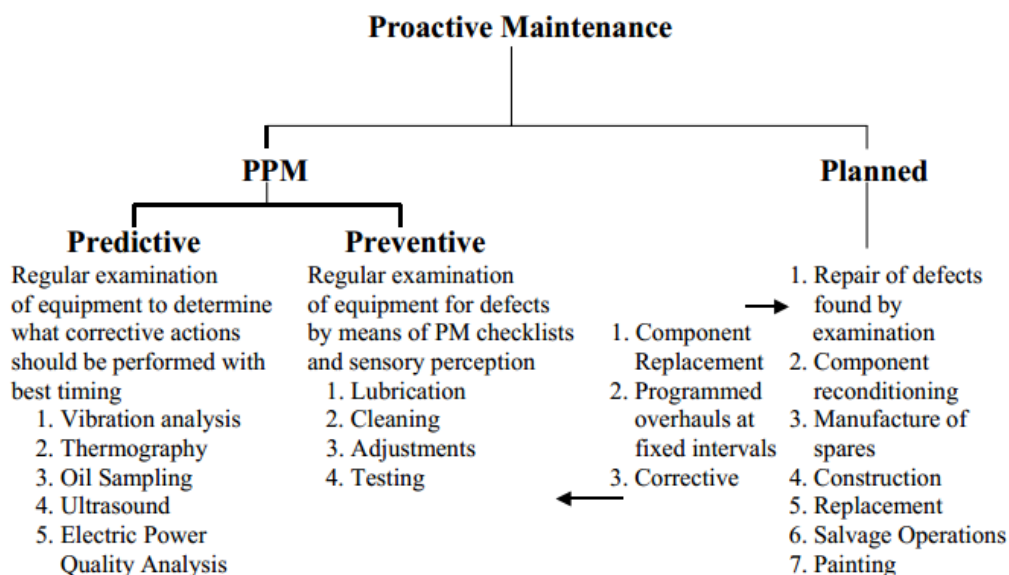 Proactive Maintenance
PPM
Planned
Predictive
Regular examination
of equipment to determine
what corrective actions
should be performed with
best timing
1. Vibration analysis
2. Thermography
3. Oil Sampling
4. Ultrasound
5. Electric Power
Quality Analysis
Preventive
Regular examination
of equipment for defects
by means of PM checklists
and sensory perception
1. Lubrication
2. Cleaning
3. Adjustments
4. Testing
1. Component
Replacement
2. Programmed
overhauls at
fixed intervals
3. Corrective
1. Repair of defects
found by
examination
2. Component
reconditioning
3. Manufacture of
spares
4. Construction
5. Replacement
6. Salvage Operations
7. Painting